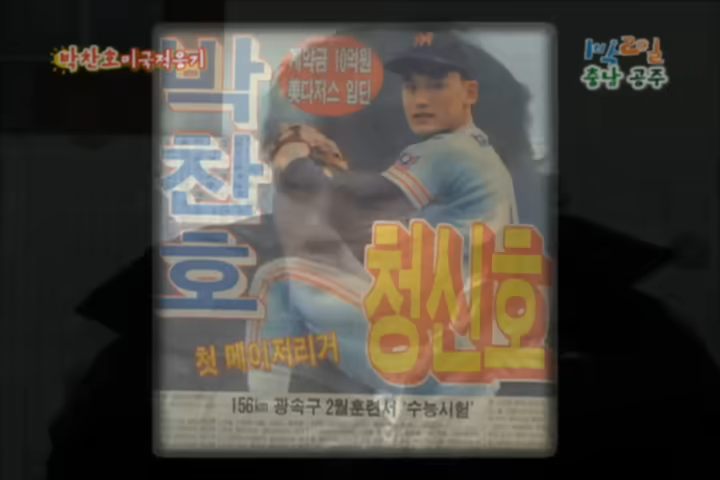 박찬호 미국적응기
1박2일
충남 공주
박찬호
계약금 10억원
美다저스 입단
청신호
첫 메이저리거
156km 광속구 2월훈련서 '수능시험'